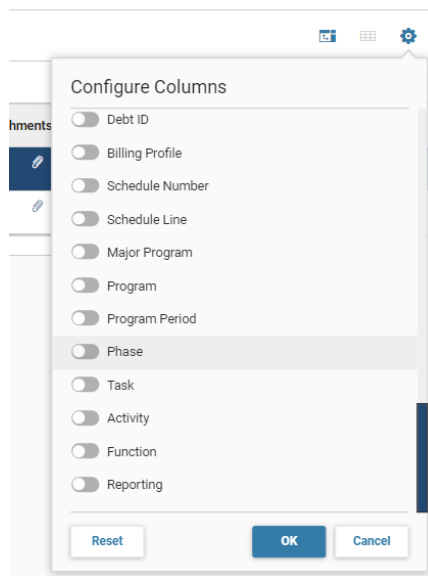 Configure Columns
hments
Debt ID
Billing Profile
Schedule Number
Schedule Line
Major Program
Program
Program Period
Phase
Task
Activity
Function
Reporting
Reset
OK
Cancel